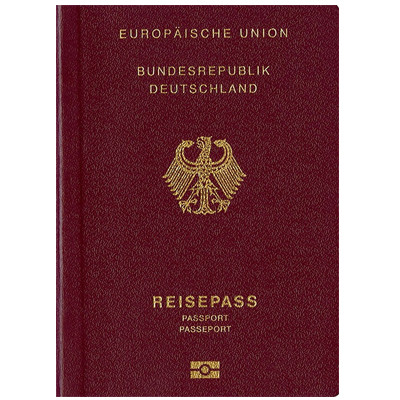 EUROPÄISCHE UNION
BUNDESREPUBLIK
DEUTSCHLAND
REISEPASS
PASSPORT
PASSEPORT